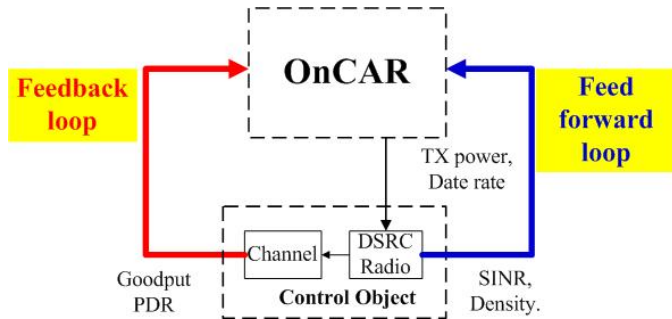 OnCAR
Feedback
loop
Feed
forward
loop
TX power,
Date rate
Channel
DSRC
Radio
Goodput
PDR
Control Object
SINR,
Density.